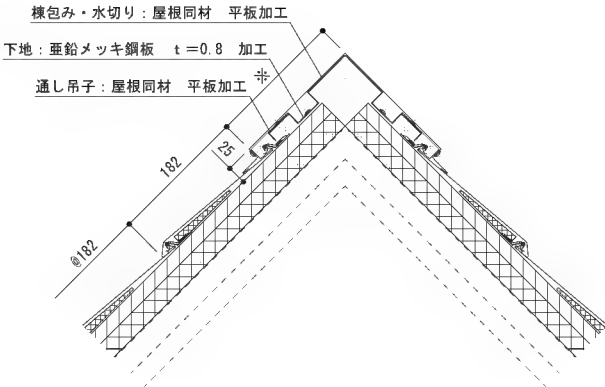 棟包み・水切り：屋根同材　平板加工
下地：亜鉛メッキ鋼板　ｔ＝0.8　加工
※
通し吊子：屋根同材　平板加工
25
182
@182